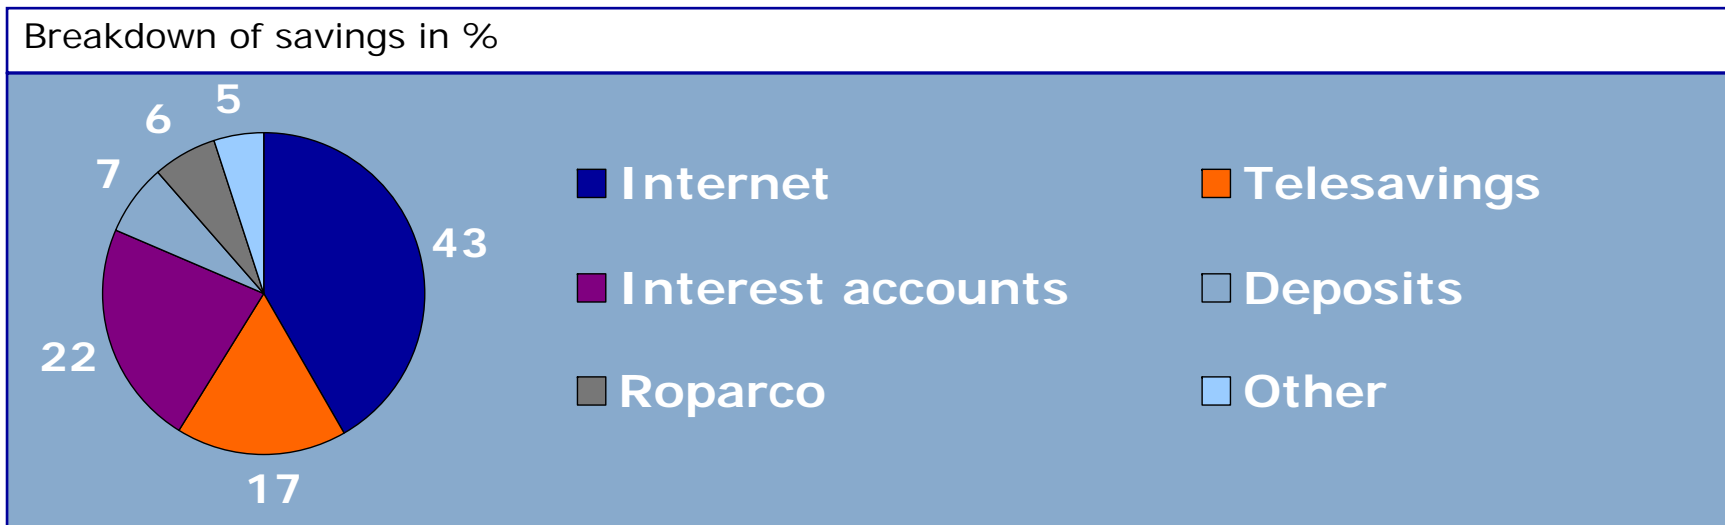 Breakdown of savings in %
5
6
7
43
22
17
Internet
Telesavings
Interest accounts
Deposits
Roparco
Other